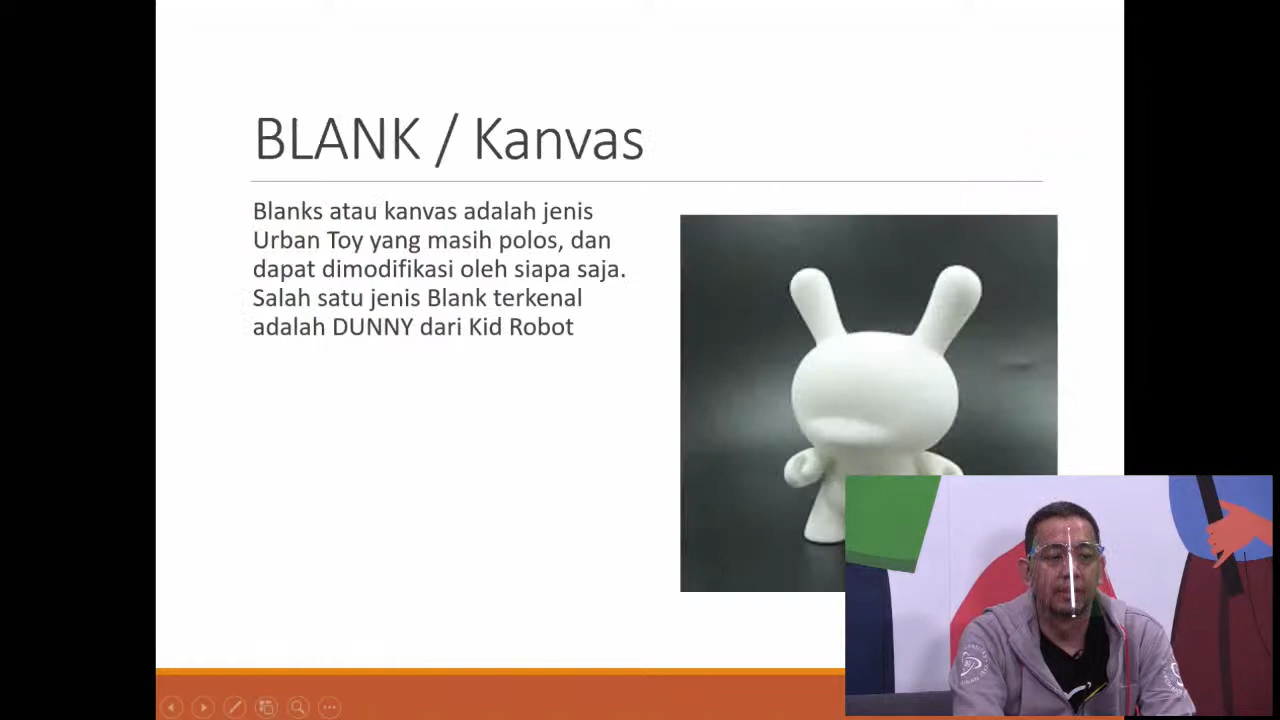 BLANK / Kanvas
Blanks atau kanvas adalah jenis
Urban Toy yang masih polos, dan
dapat dimodifikasi oleh siapa saja.
Salah satu jenis Blank terkenal
adalah DUNNY dari Kid Robot